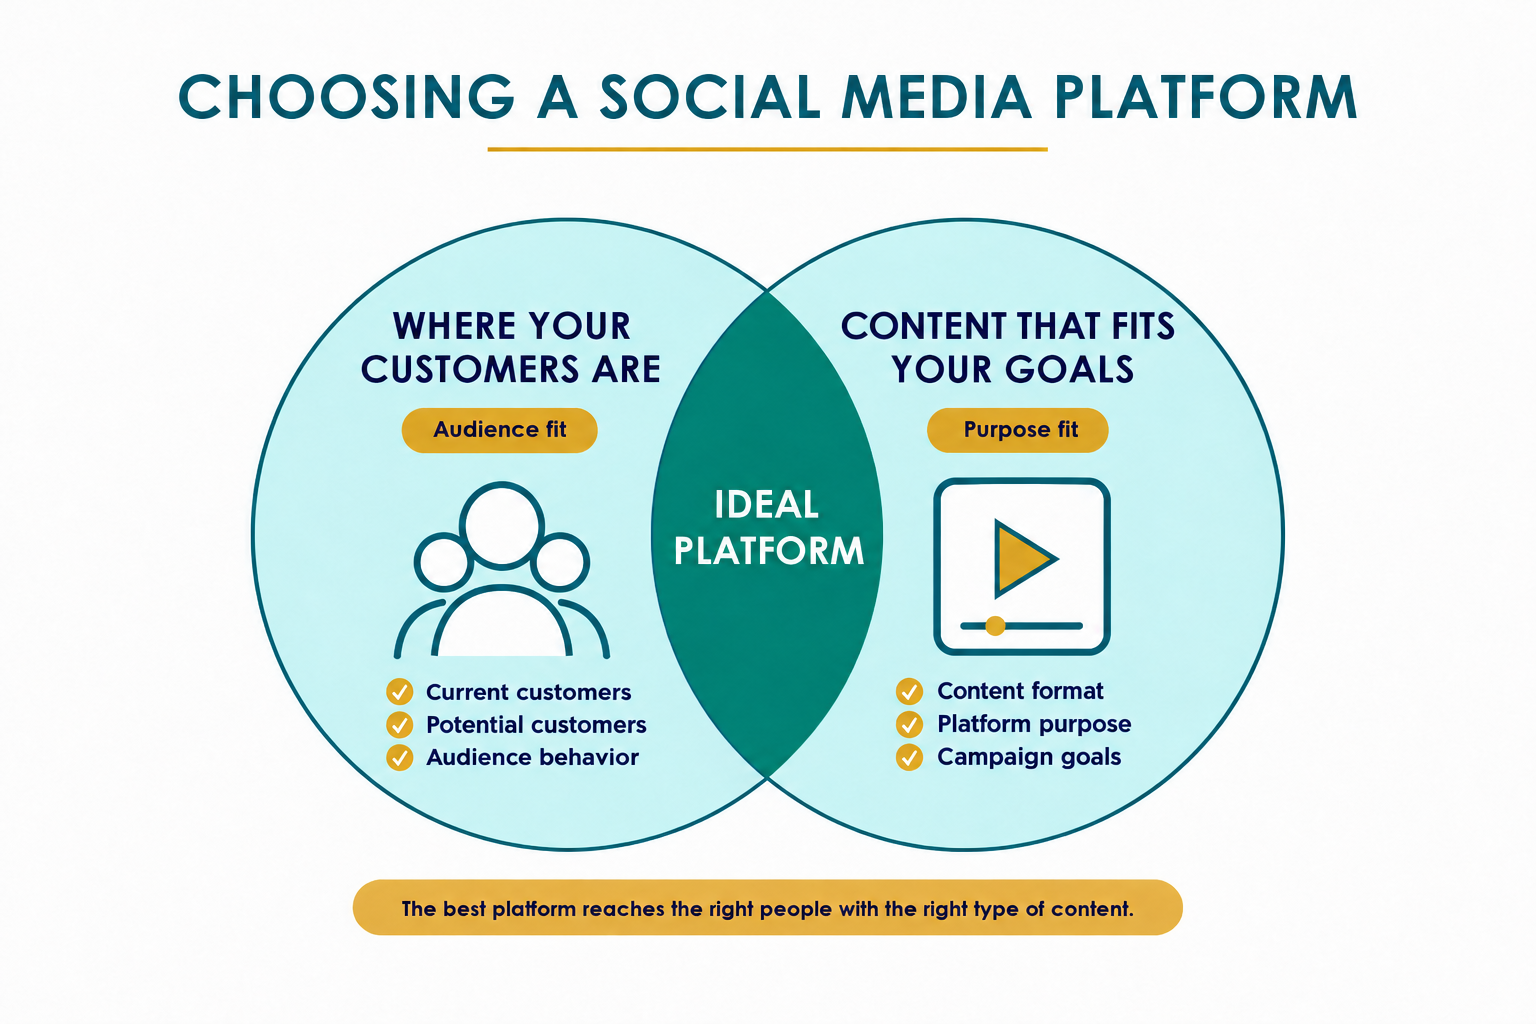 CHOOSING A SOCIAL MEDIA PLATFORM
WHERE YOUR
CUSTOMERS ARE
Audience fit
Current customers
Potential customers
Audience behavior
IDEAL
PLATFORM
CONTENT THAT FITS
YOUR GOALS
Purpose fit
Content format
Platform purpose
Campaign goals
The best platform reaches the right people with the right type of content.